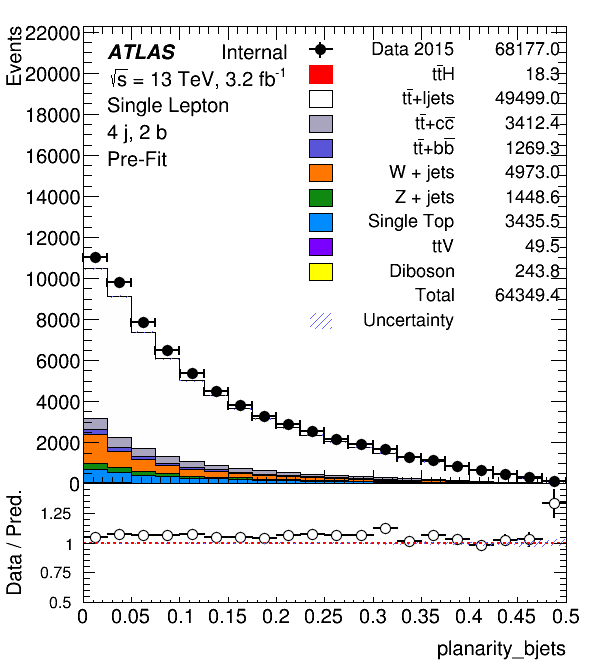 Events
22000
20000
18000
16000
14000
12000
10000
8000
6000
4000
2000
0
ATLAS Internal
√s = 13 TeV, 3.2 fb⁻¹
Single Lepton
4 j, 2 b
Pre-Fit
Data 2015 68177.0
tt̄H 18.3
tt̄+ljets 49499.0
tt̄+cc̄ 3412.4
tt̄+bb̄ 1269.3
W + jets 4973.0
Z + jets 1448.6
Single Top 3435.5
ttV 49.5
Diboson 243.8
Total 64349.4
Uncertainty
Data / Pred.
1.25
1
0.75
0.5
0 0.05 0.1 0.15 0.2 0.25 0.3 0.35 0.4 0.45 0.5
planarity_bjets